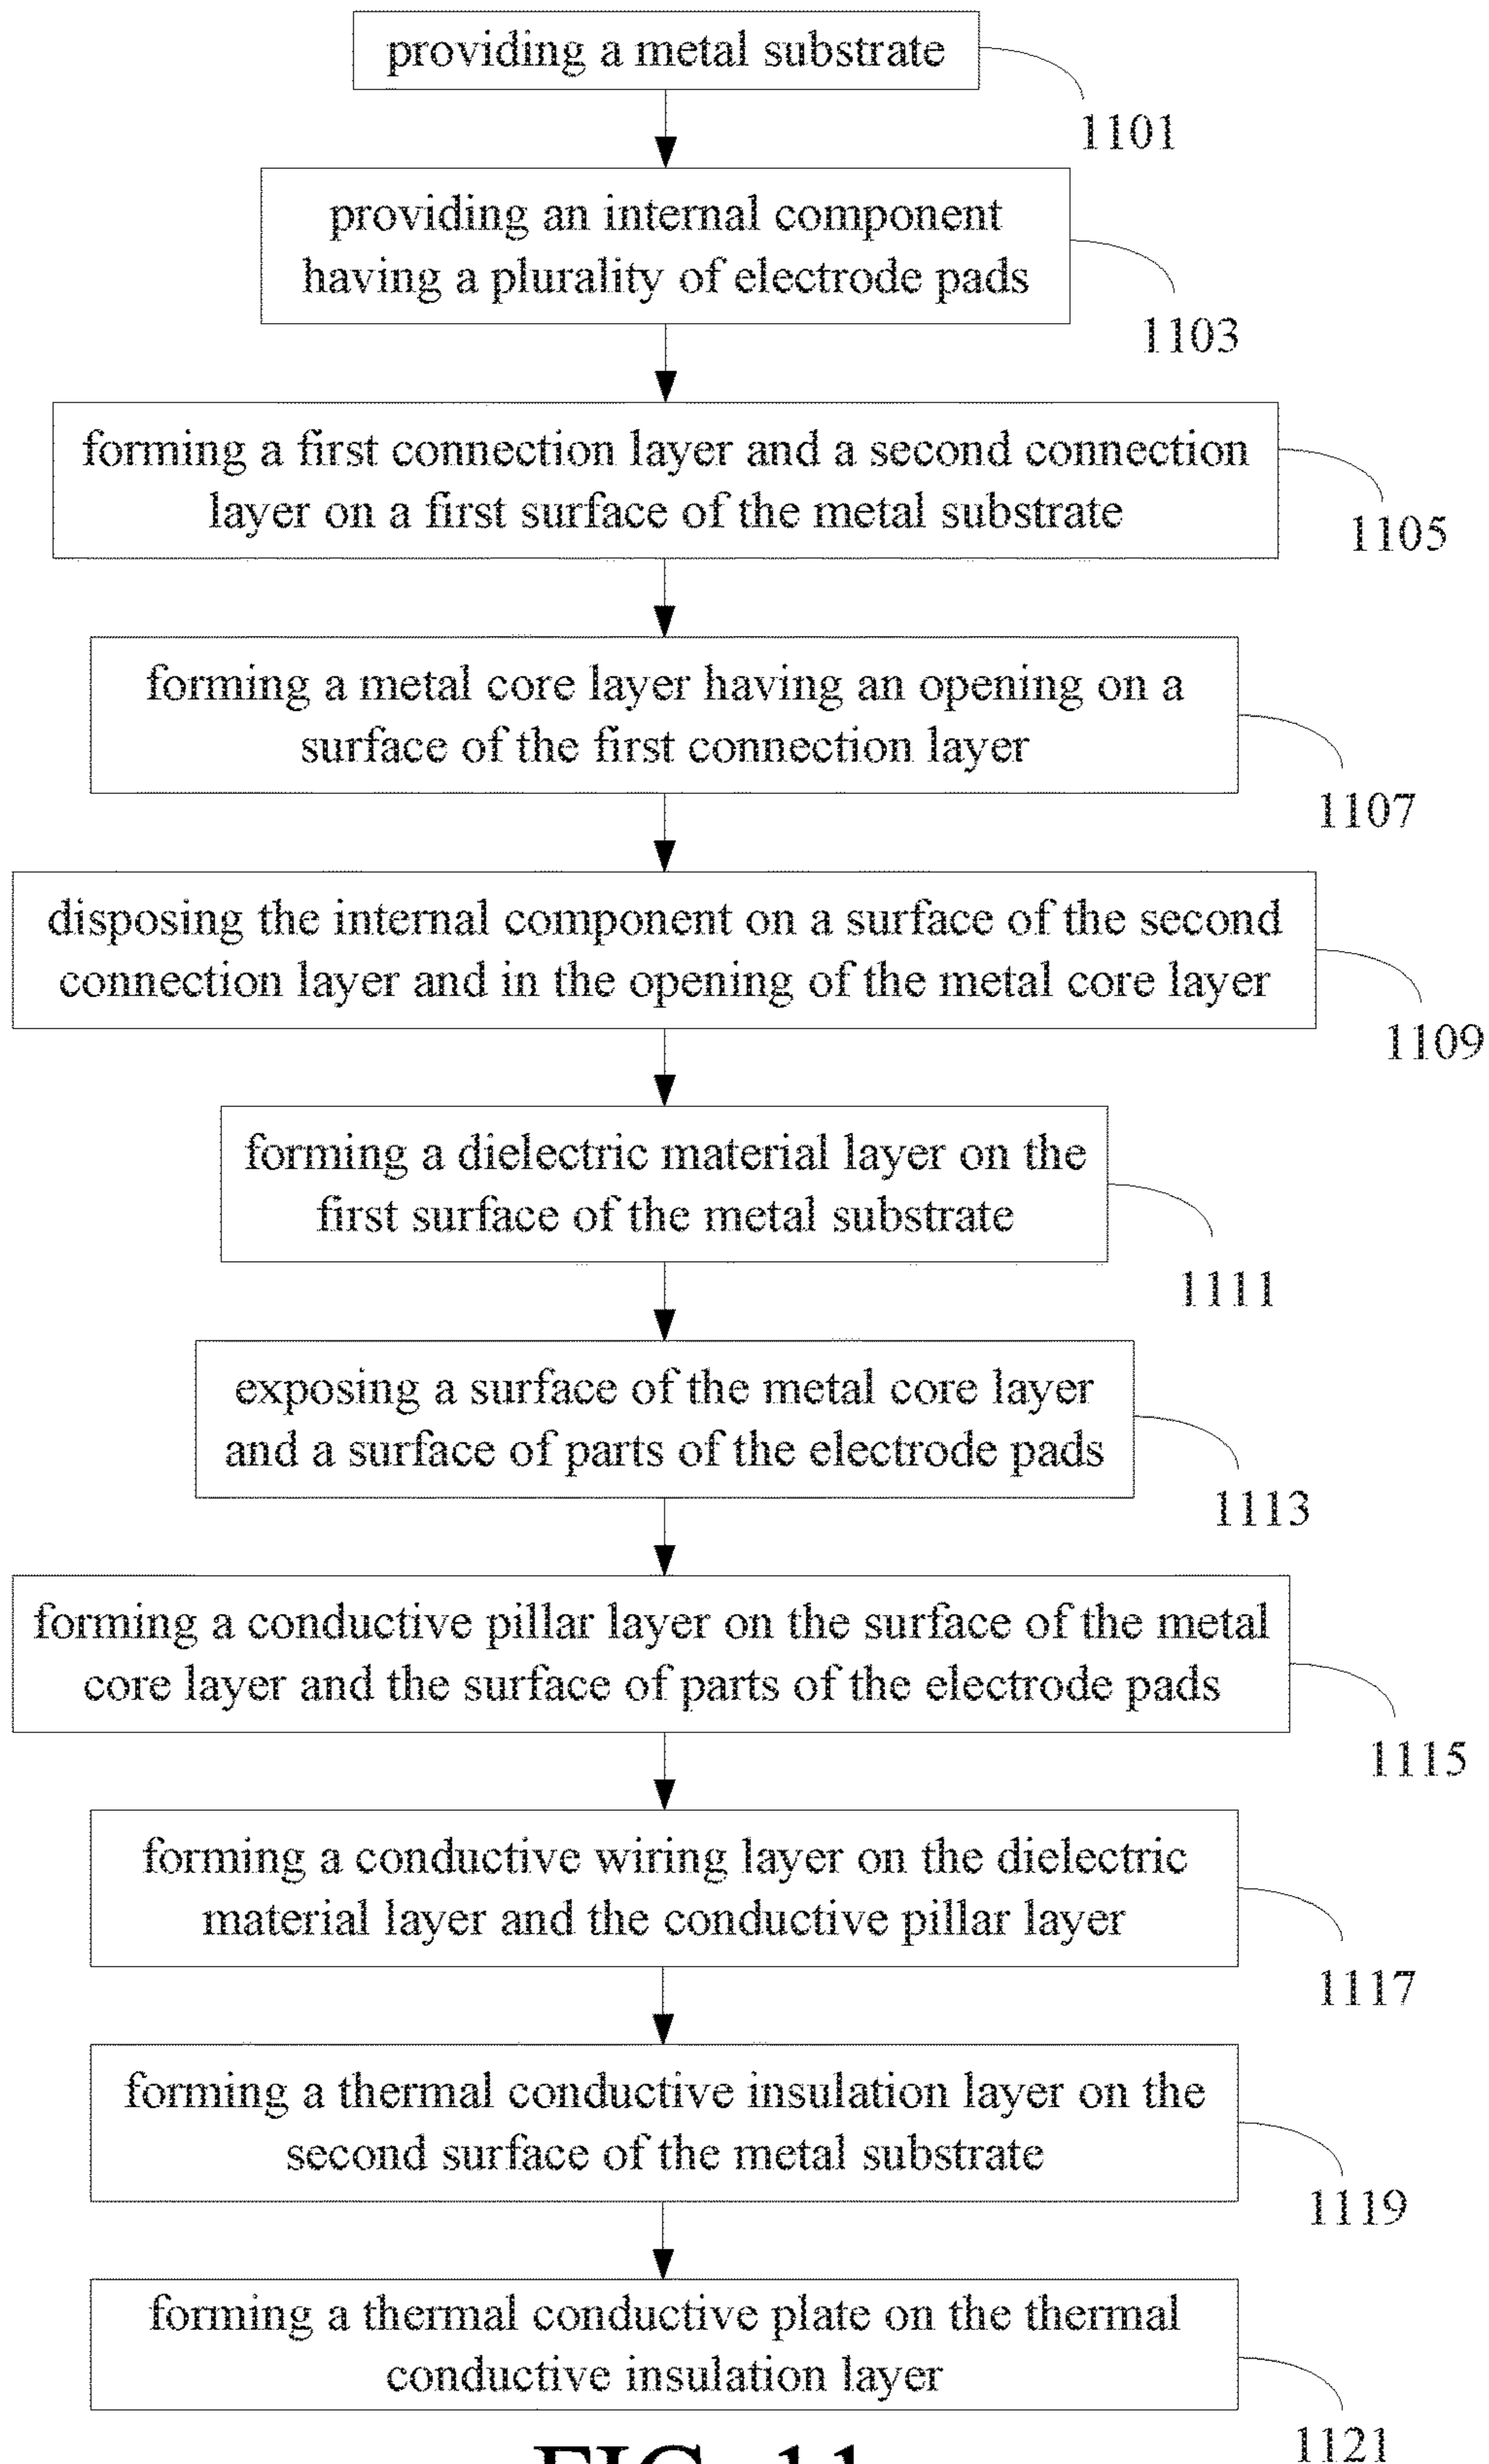 providing a metal substrate
1101
providing an internal component
having a plurality of electrode pads
1103
forming a first connection layer and a second connection
layer on a first surface of the metal substrate
1105
forming a metal core layer having an opening on a
surface of the first connection layer
1107
disposing the internal component on a surface of the second
connection layer and in the opening of the metal core layer
1109
forming a dielectric material layer on the
first surface of the metal substrate
1111
exposing a surface of the metal core layer
and a surface of parts of the electrode pads
1113
forming a conductive pillar layer on the surface of the metal
core layer and the surface of parts of the electrode pads
1115
forming a conductive wiring layer on the dielectric
material layer and the conductive pillar layer
1117
forming a thermal conductive insulation layer on the
second surface of the metal substrate
1119
forming a thermal conductive plate on the thermal
conductive insulation layer
1121
FIG. 11